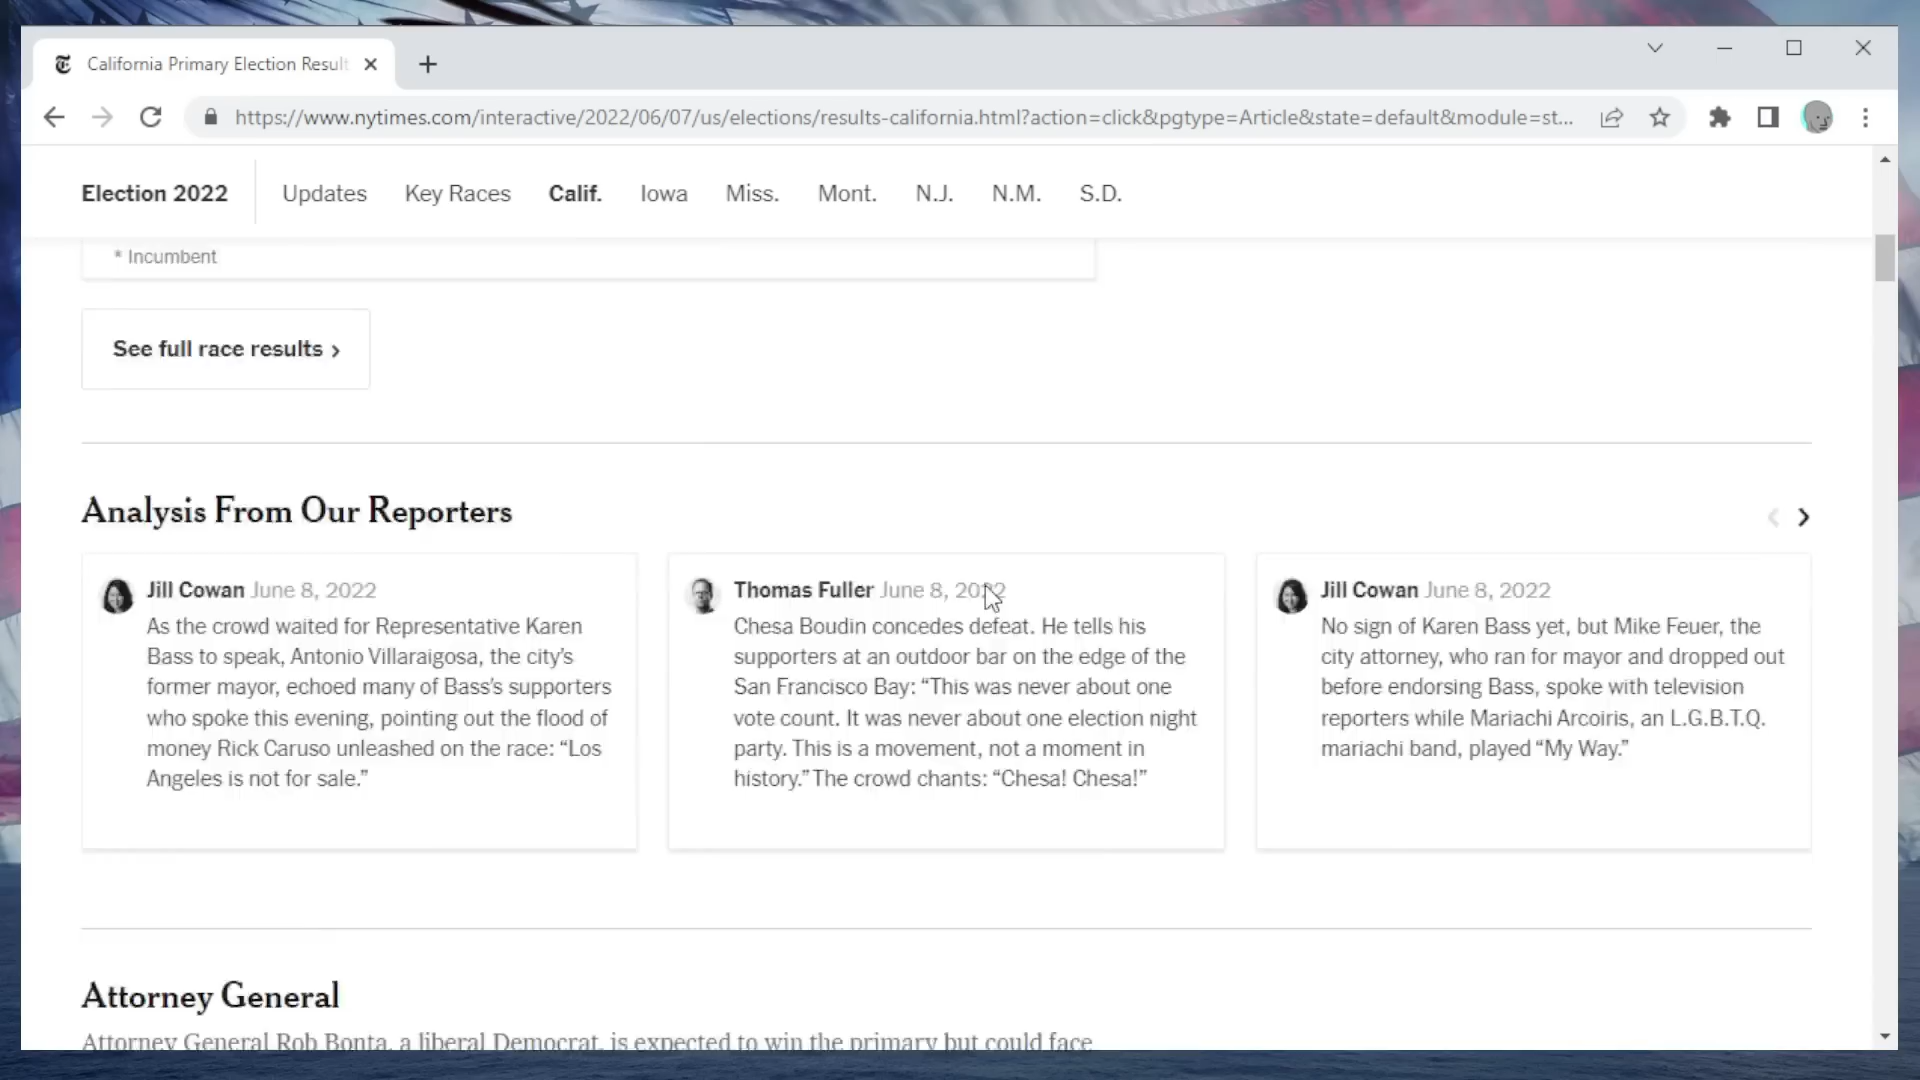 California Primary Election Result
https://www.nytimes.com/interactive/2022/06/07/us/elections/results-california.html?action=click&pgtype=Article&state=default&module=st...
Election 2022 Updates Key Races Calif. Iowa Miss. Mont. N.J. N.M. S.D.
* Incumbent
See full race results ›
Analysis From Our Reporters
Jill Cowan June 8, 2022
As the crowd waited for Representative Karen
Bass to speak, Antonio Villaraigosa, the city’s
former mayor, echoed many of Bass’s supporters
who spoke this evening, pointing out the flood of
money Rick Caruso unleashed on the race: “Los
Angeles is not for sale.”
Thomas Fuller June 8, 2022
Chesa Boudin concedes defeat. He tells his
supporters at an outdoor bar on the edge of the
San Francisco Bay: “This was never about one
vote count. It was never about one election night
party. This is a movement, not a moment in
history.” The crowd chants: “Chesa! Chesa!”
Jill Cowan June 8, 2022
No sign of Karen Bass yet, but Mike Feuer, the
city attorney, who ran for mayor and dropped out
before endorsing Bass, spoke with television
reporters while Mariachi Arcoiris, an L.G.B.T.Q.
mariachi band, played “My Way.”
Attorney General
Attorney General Rob Bonta, a liberal Democrat, is expected to win the primary but could face